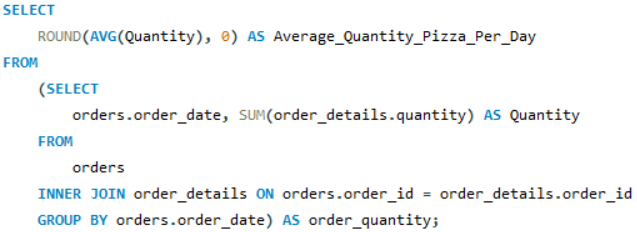 SELECT
ROUND(AVG(Quantity), 0) AS Average_Quantity_Pizza_Per_Day
FROM
(SELECT
orders.order_date, SUM(order_details.quantity) AS Quantity
FROM
orders
INNER JOIN order_details ON orders.order_id = order_details.order_id
GROUP BY orders.order_date) AS order_quantity;